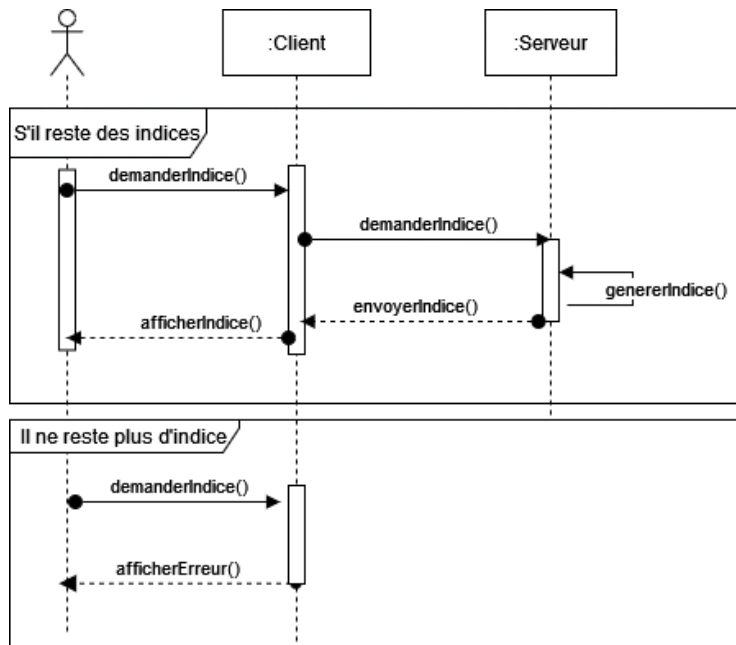 :Client
:Serveur
S'il reste des indices
demanderIndice()
demanderIndice()
genererIndice()
envoyerIndice()
afficherIndice()
Il ne reste plus d'indice
demanderIndice()
afficherErreur()